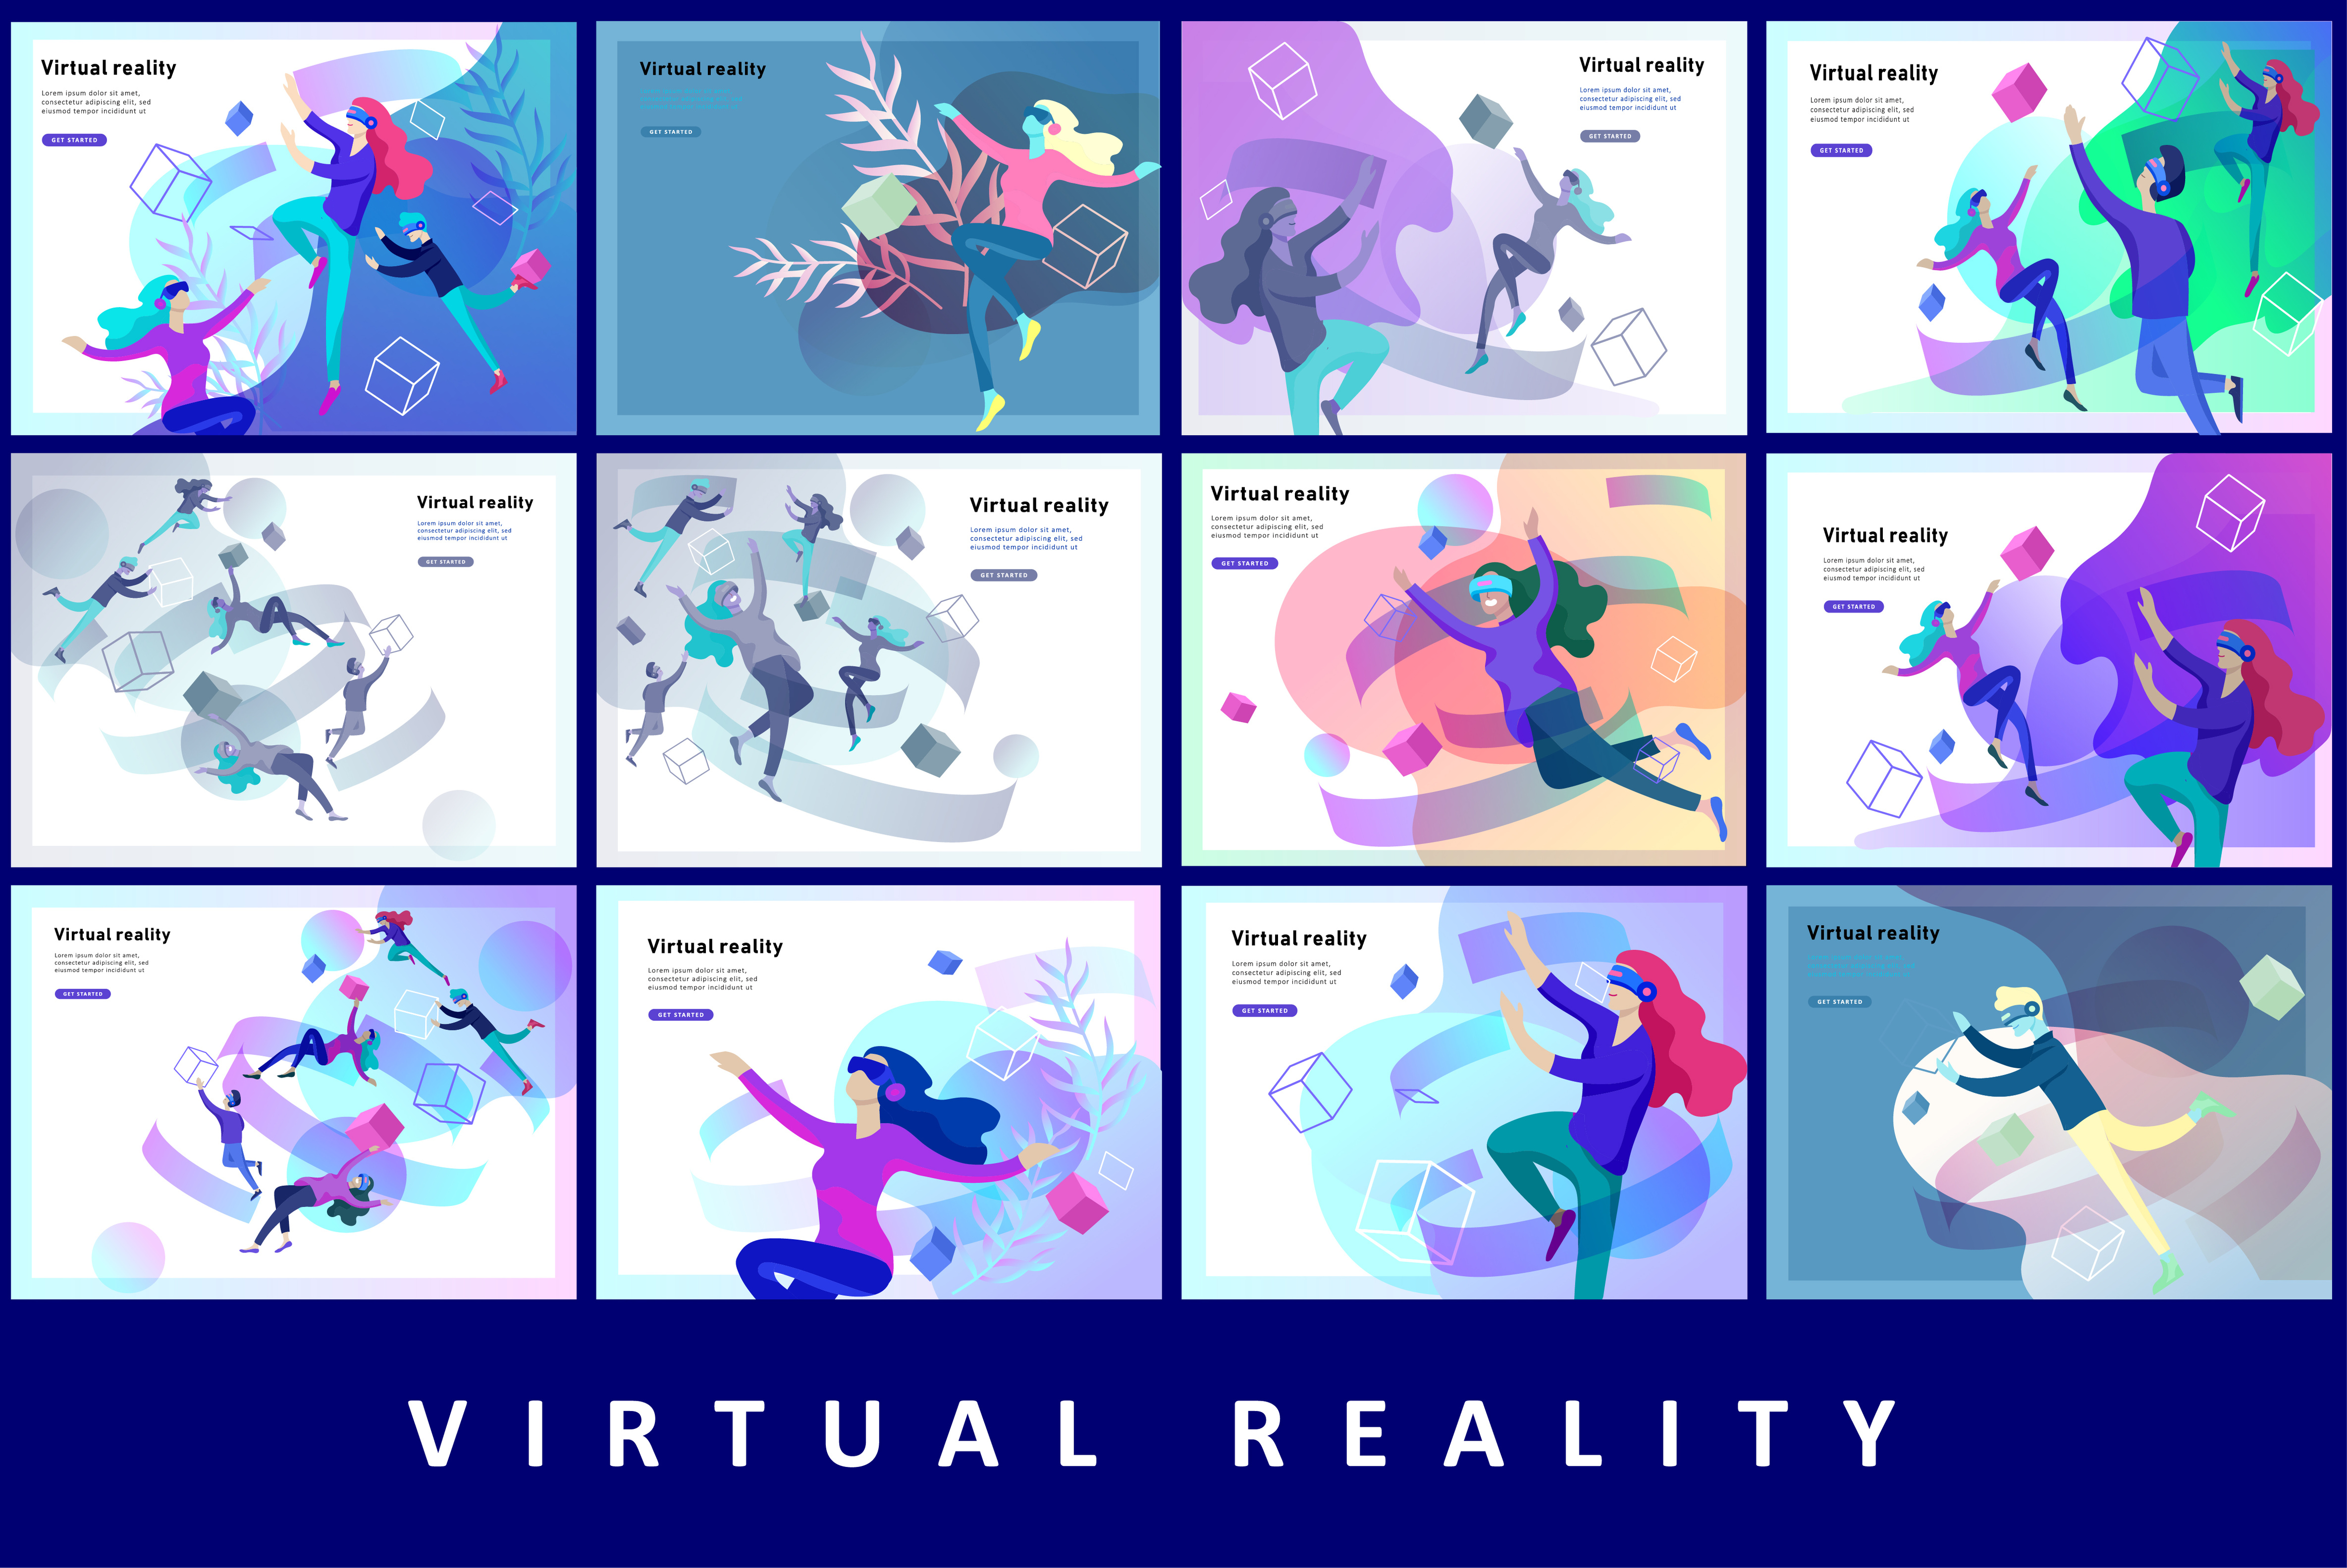 Virtual reality
Lorem ipsum dolor sit amet,
consectetur adipiscing elit, sed
eiusmod tempor incididunt ut
GET STARTED
Virtual reality
GET STARTED
Virtual reality
Lorem ipsum dolor sit amet,
consectetur adipiscing elit, sed
eiusmod tempor incididunt ut
GET STARTED
Virtual reality
Lorem ipsum dolor sit amet,
consectetur adipiscing elit, sed
eiusmod tempor incididunt ut
GET STARTED
Virtual reality
Lorem ipsum dolor sit amet,
consectetur adipiscing elit, sed
eiusmod tempor incididunt ut
GET STARTED
Virtual reality
Lorem ipsum dolor sit amet,
consectetur adipiscing elit, sed
eiusmod tempor incididunt ut
GET STARTED
Virtual reality
Lorem ipsum dolor sit amet,
consectetur adipiscing elit, sed
eiusmod tempor incididunt ut
GET STARTED
Virtual reality
Lorem ipsum dolor sit amet,
consectetur adipiscing elit, sed
eiusmod tempor incididunt ut
GET STARTED
Virtual reality
Lorem ipsum dolor sit amet,
consectetur adipiscing elit, sed
eiusmod tempor incididunt ut
GET STARTED
Virtual reality
Lorem ipsum dolor sit amet,
consectetur adipiscing elit, sed
eiusmod tempor incididunt ut
GET STARTED
Virtual reality
Lorem ipsum dolor sit amet,
consectetur adipiscing elit, sed
eiusmod tempor incididunt ut
GET STARTED
Virtual reality
GET STARTED
VIRTUAL REALITY